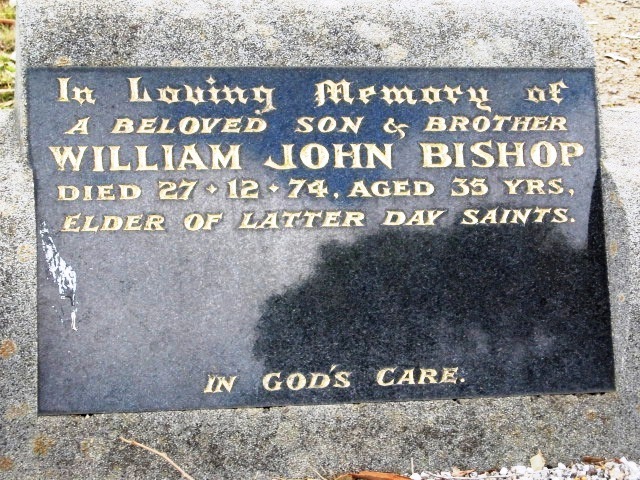 In Loving Memory of
A BELOVED SON & BROTHER
WILLIAM JOHN BISHOP
DIED 27 • 12 • 74, AGED 35 YRS,
ELDER OF LATTER DAY SAINTS.
IN GOD'S CARE.